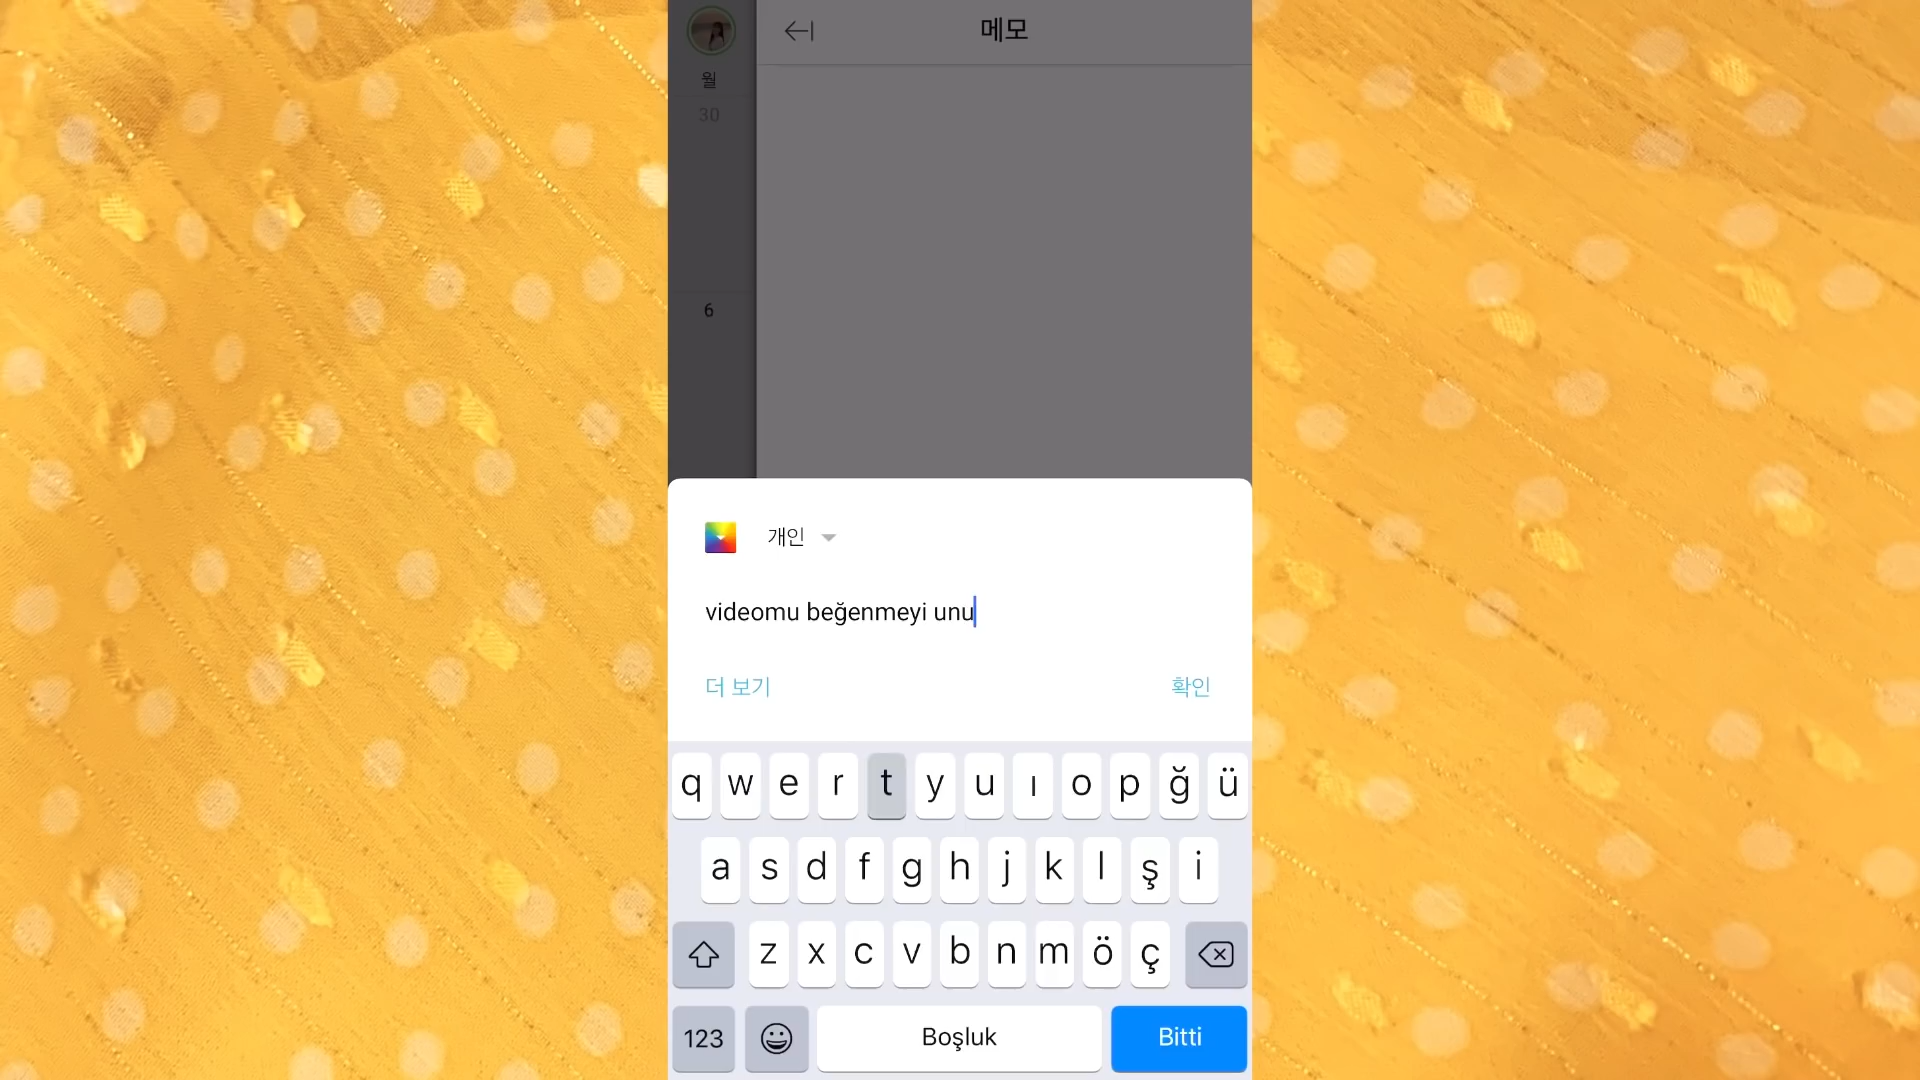 메모
월
30
6
개인
videomu beğenmeyi unu
더 보기
확인
q w e r t y u ı o p ğ ü
a s d f g h j k l ş i
z x c v b n m ö ç
123
Boşluk
Bitti